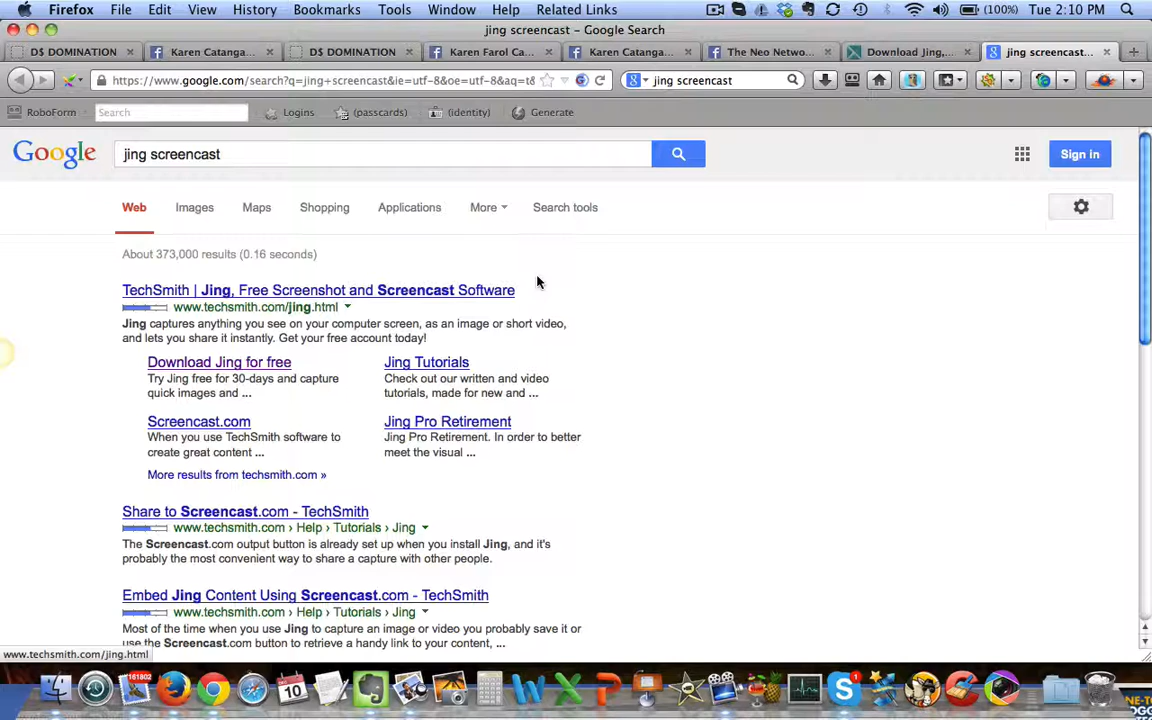 Firefox File Edit View History Bookmarks Tools Window Help Related Links (100%) Tue 2:10 PM
jing screencast - Google Search
D$ DOMINATION Karen Catanga... D$ DOMINATION Karen Farol Ca... Karen Catanga... The Neo Netwo... Download Jing,... jing screencast...
https://www.google.com/search?q=jing+screencast&ie=utf-8&oe=utf-8&aq=t& jing screencast
RoboForm Search Logins (passcards) (identity) Generate
Google jing screencast Sign in
Web Images Maps Shopping Applications More Search tools
About 373,000 results (0.16 seconds)
TechSmith | Jing, Free Screenshot and Screencast Software
www.techsmith.com/jing.html
Jing captures anything you see on your computer screen, as an image or short video,
and lets you share it instantly. Get your free account today!
Download Jing for free
Try Jing free for 30-days and capture
quick images and ...
Jing Tutorials
Check out our written and video
tutorials, made for new and ...
Screencast.com
When you use TechSmith software to
create great content ...
Jing Pro Retirement
Jing Pro Retirement. In order to better
meet the visual ...
More results from techsmith.com »
Share to Screencast.com - TechSmith
www.techsmith.com › Help › Tutorials › Jing
The Screencast.com output button is already set up when you install Jing, and it's
probably the most convenient way to share a capture with other people.
Embed Jing Content Using Screencast.com - TechSmith
www.techsmith.com › Help › Tutorials › Jing
Most of the time when you use Jing to capture an image or video you probably save it or
use the Screencast.com button to retrieve a handy link to your content, ...
www.techsmith.com/jing.html
161802
10